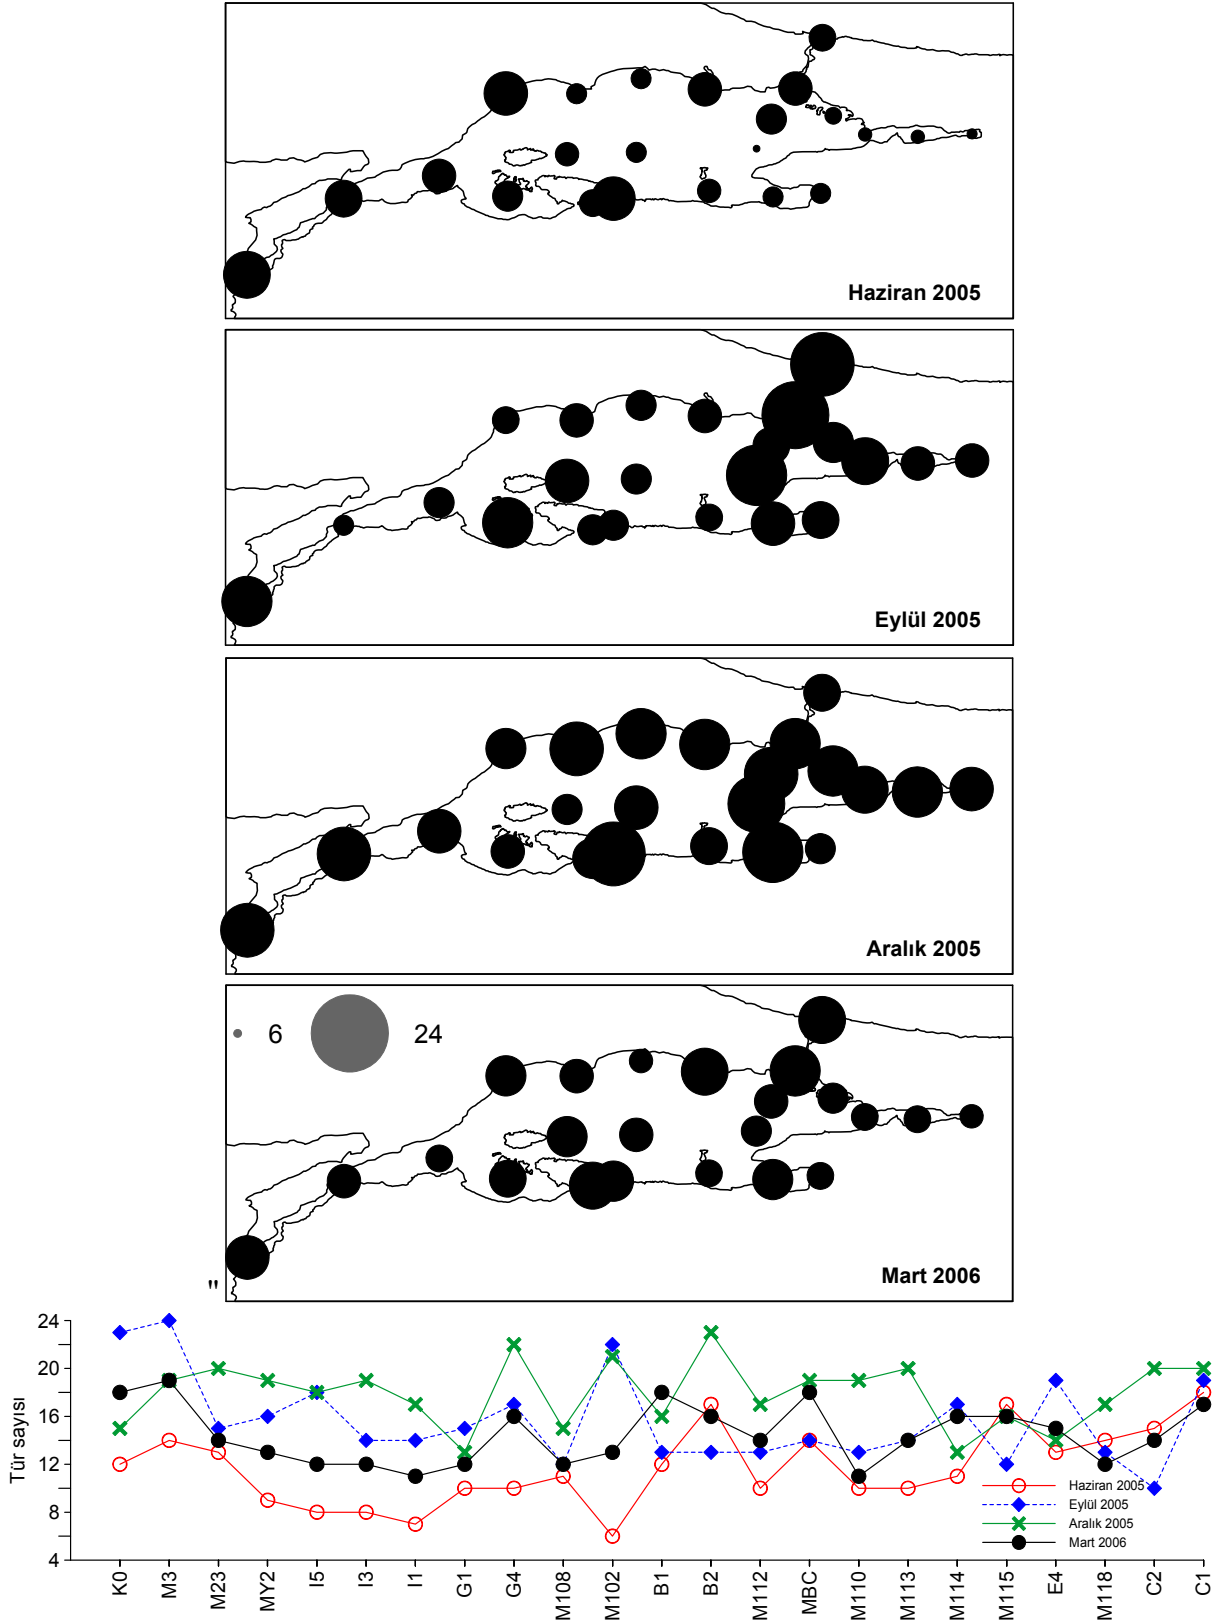 Haziran 2005
Eylül 2005
Aralık 2005
6 24
Mart 2006
"
24
20
16
12
8
4
Tür sayısı
Haziran 2005
Eylül 2005
Aralık 2005
Mart 2006
K0 M3 M23 MY2 I5 I3 I1 G1 G4 M108 M102 B1 B2 M112 MBC M110 M113 M114 M115 E4 M118 C2 C1